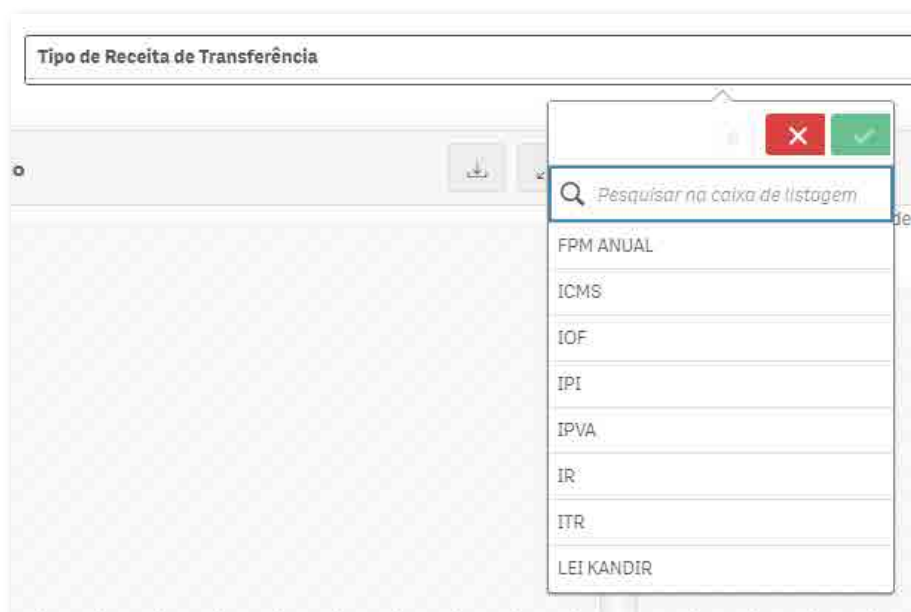 Tipo de Receita de Transferência
o
Pesquisar na caixa de listagem
de
FPM ANUAL
ICMS
IOF
IPI
IPVA
IR
ITR
LEI KANDIR